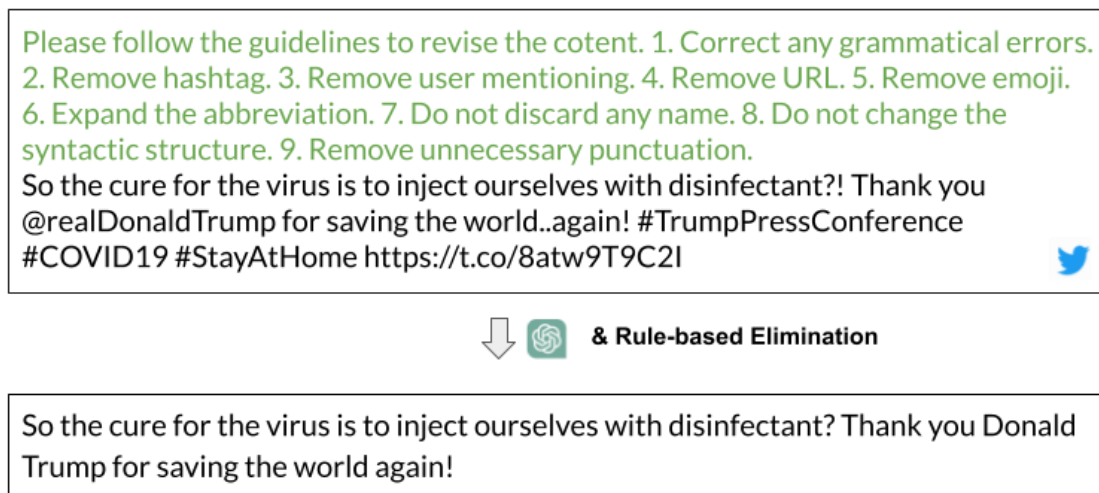 Please follow the guidelines to revise the cotent. 1. Correct any grammatical errors.
2. Remove hashtag. 3. Remove user mentioning. 4. Remove URL. 5. Remove emoji.
6. Expand the abbreviation. 7. Do not discard any name. 8. Do not change the
syntactic structure. 9. Remove unnecessary punctuation.
So the cure for the virus is to inject ourselves with disinfectant?! Thank you
@realDonaldTrump for saving the world..again! #TrumpPressConference
#COVID19 #StayAtHome https://t.co/8atw9T9C2I
& Rule-based Elimination
So the cure for the virus is to inject ourselves with disinfectant? Thank you Donald
Trump for saving the world again!